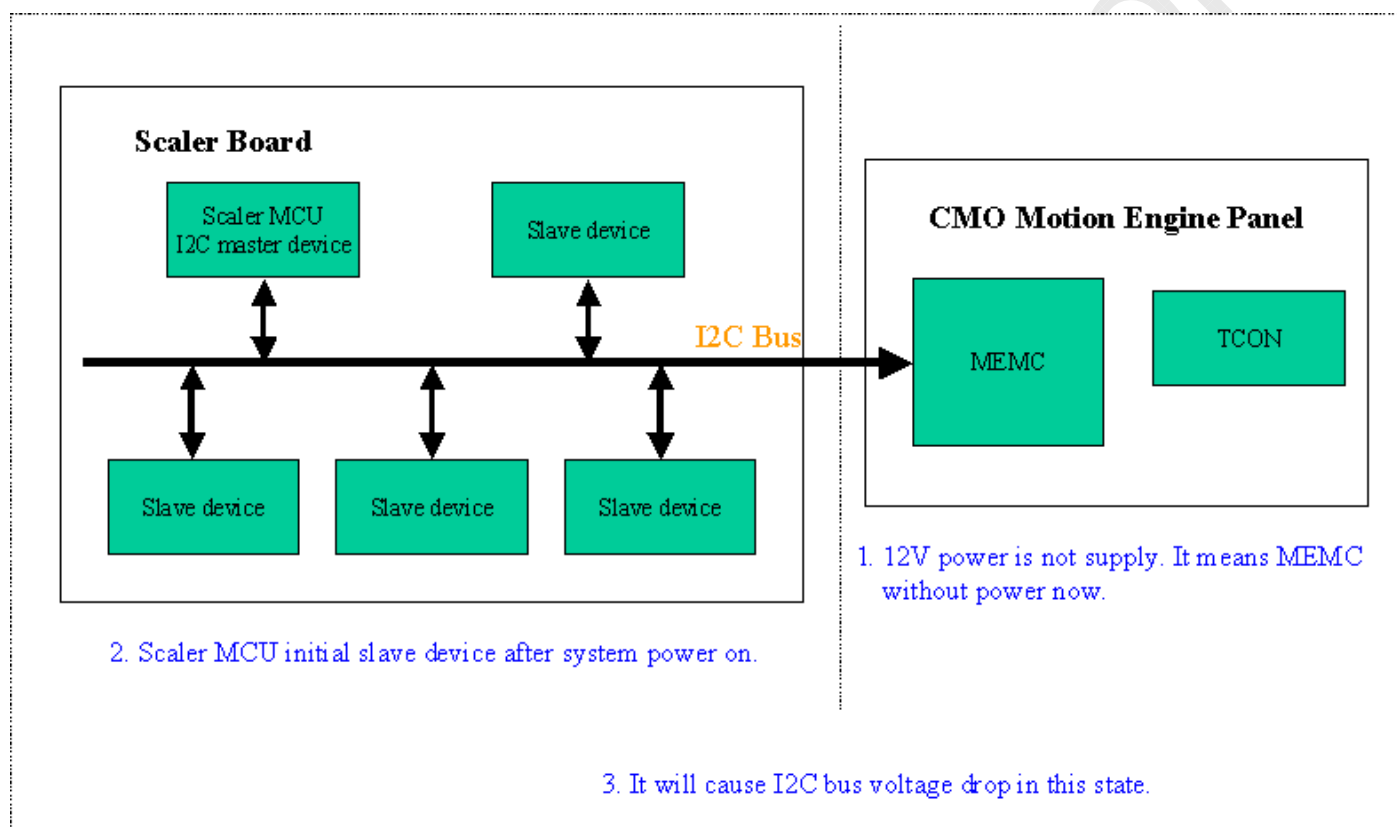 Scaler Board
Scaler MCU
I2C master device
Slave device
I2C Bus
Slave device
Slave device
Slave device
2. Scaler MCU initial slave device after system power on.
CMO Motion Engine Panel
MEMC
TCON
1. 12V power is not supply. It means MEMC
without power now.
3. It will cause I2C bus voltage drop in this state.